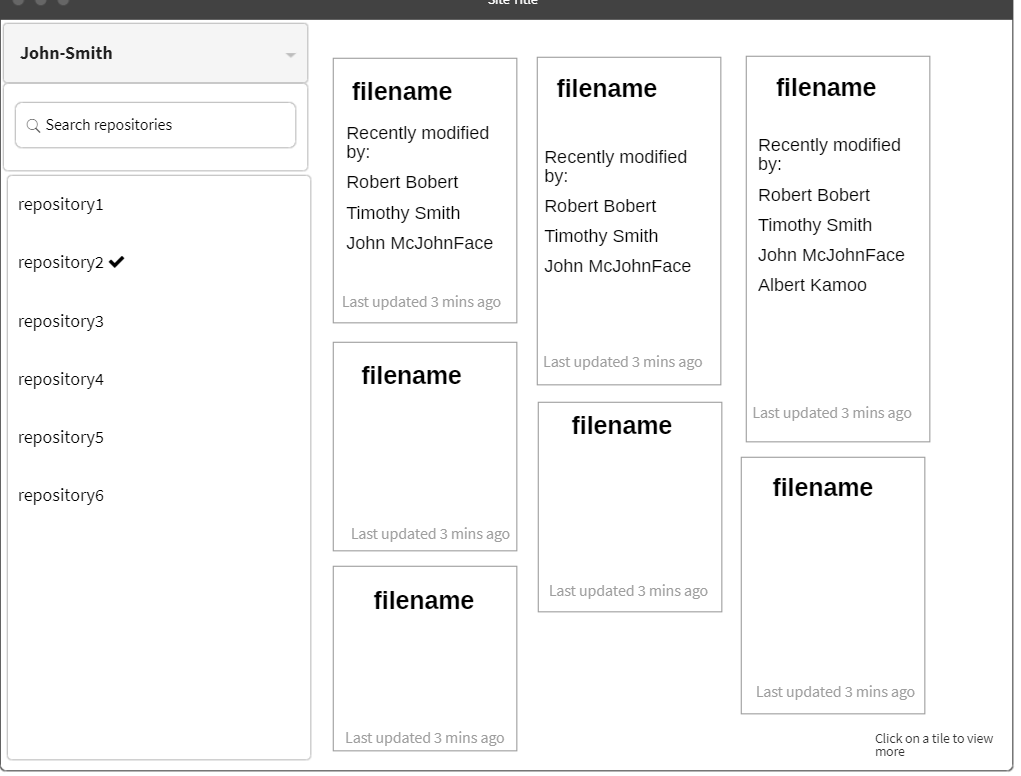 Site Title
John-Smith
Search repositories
repository1
repository2
repository3
repository4
repository5
repository6
filename
Recently modified
by:
Robert Bobert
Timothy Smith
John McJohnFace
Last updated 3 mins ago
filename
Recently modified
by:
Robert Bobert
Timothy Smith
John McJohnFace
Last updated 3 mins ago
filename
Recently modified
by:
Robert Bobert
Timothy Smith
John McJohnFace
Albert Kamoo
Last updated 3 mins ago
filename
Last updated 3 mins ago
filename
Last updated 3 mins ago
filename
Last updated 3 mins ago
filename
Last updated 3 mins ago
Click on a tile to view
more